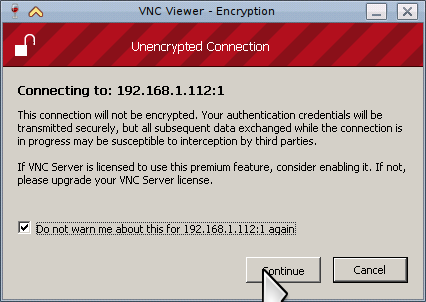 VNC Viewer - Encryption
Unencrypted Connection
Connecting to: 192.168.1.112:1
This connection will not be encrypted. Your authentication credentials will be
transmitted securely, but all subsequent data exchanged while the connection is
in progress may be susceptible to interception by third parties.
If VNC Server is licensed to use this premium feature, consider enabling it. If not,
please upgrade your VNC Server license.
Do not warn me about this for 192.168.1.112:1 again
Continue
Cancel